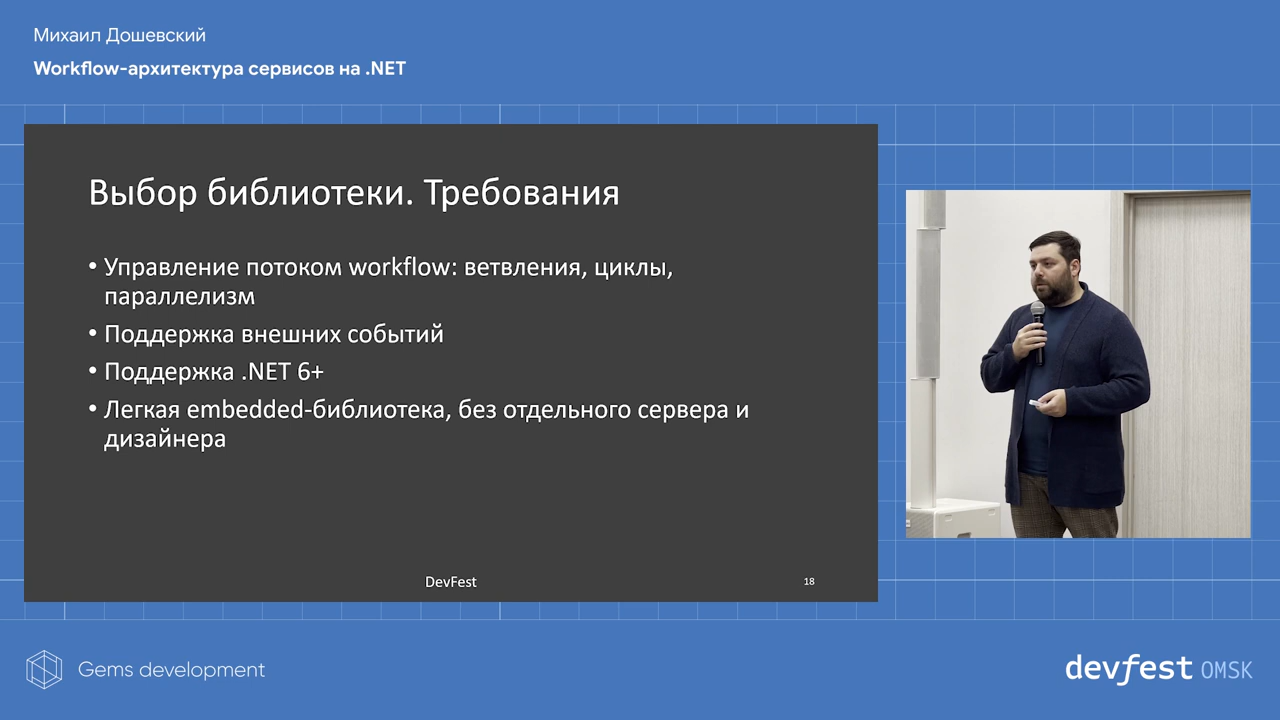 Михаил Дошевский
Workflow-архитектура сервисов на .NET
Выбор библиотеки. Требования
• Управление потоком workflow: ветвления, циклы,
параллелизм
• Поддержка внешних событий
• Поддержка .NET 6+
• Легкая embedded-библиотека, без отдельного сервера и
дизайнера
DevFest
18
Gems development
devfest OMSK